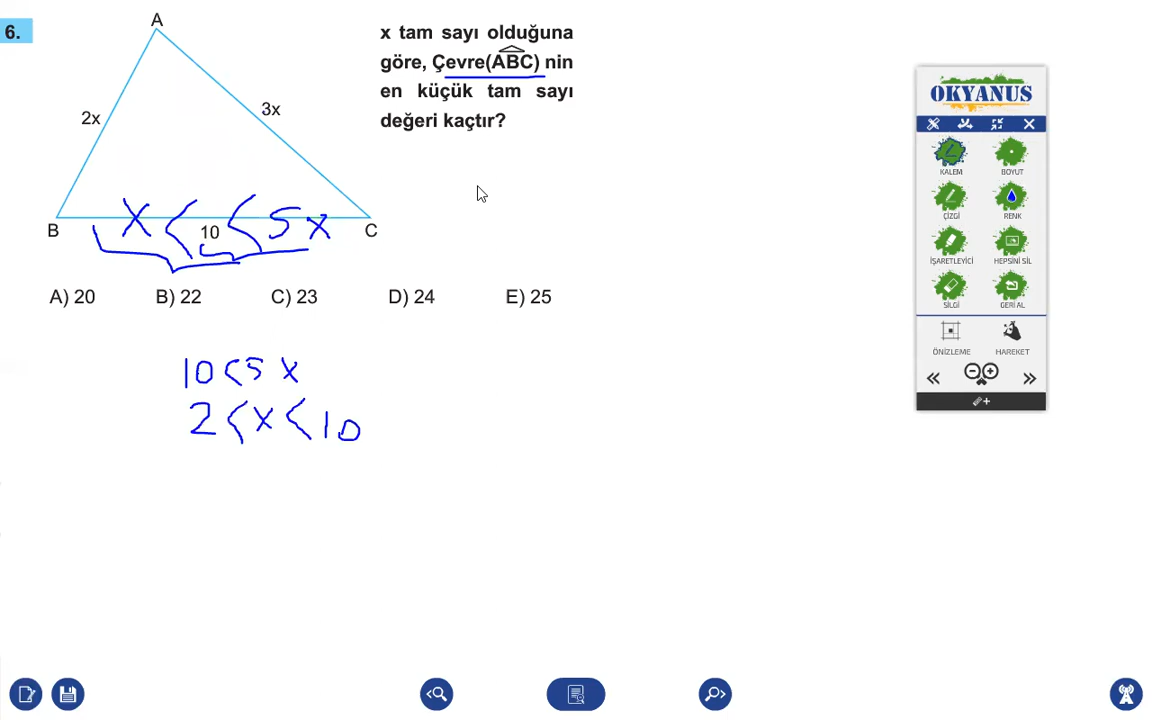 6.
A
2x
3x
B
10
C
x < < 5x
x tam sayı olduğuna
göre, Çevre(ABC) nin
en küçük tam sayı
değeri kaçtır?
A) 20 B) 22 C) 23 D) 24 E) 25
10 < 5x
2 < x < 10
OKYANUS
KALEM BOYUT
ÇİZGİ RENK
İŞARETLEYİCİ HEPSİNİ SİL
SİLGİ GERİ AL
ÖNİZLEME HAREKET